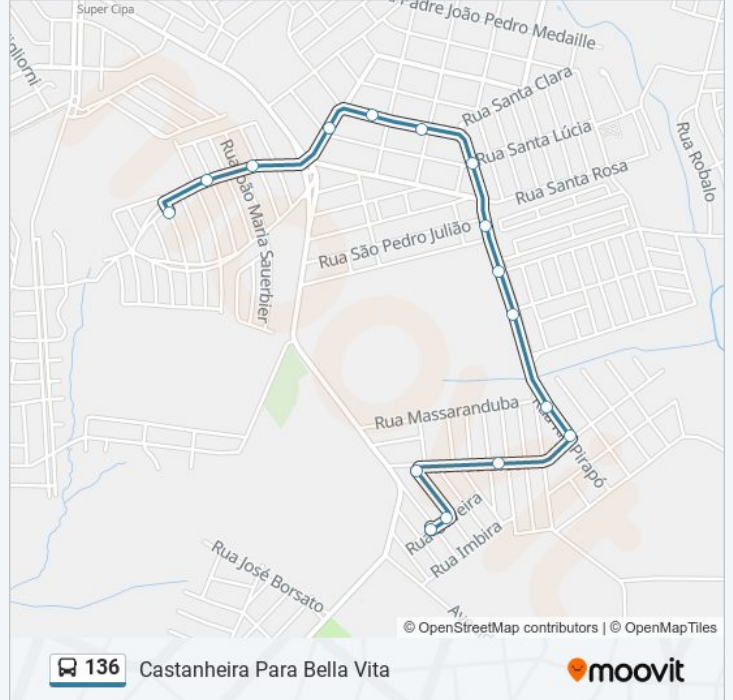 Super Cipa
Padre João Pedro Medaille
Rua Santa Clara
Rua Santa Lúcia
Rua Robalo
Rua Santa Rosa
Rua João Maria Sauerbier
Rua São Pedro Julião
Rua Massaranduba
Pirapó
Rua Imbira
Rua José Borsato
© OpenStreetMap contributors | © OpenMapTiles
136 Castanheira Para Bella Vita
moovit